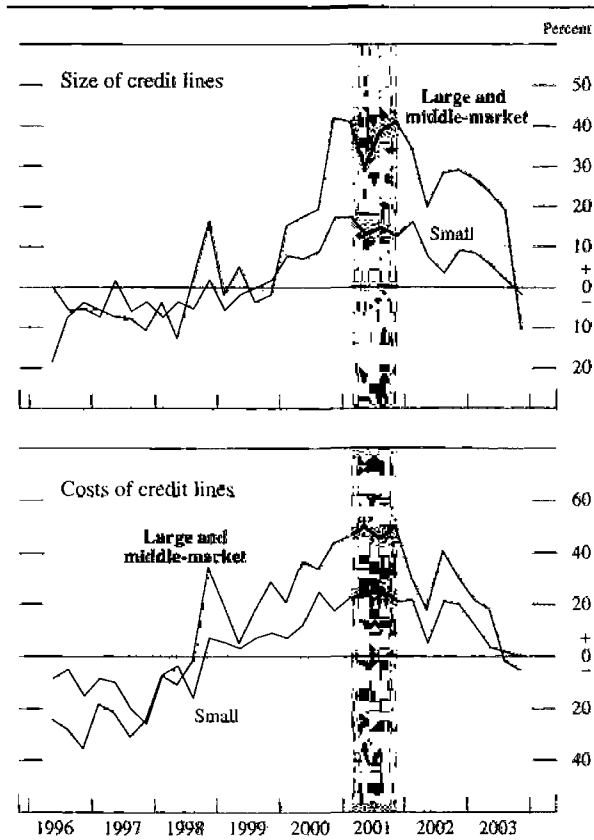 Percent
Size of credit lines
50
Large and
middle-market
40
30
20
Small
10
+
0
−
10
20
Costs of credit lines
60
Large and
middle-market
40
20
+
0
−
Small
20
40
1996 1997 1998 1999 2000 2001 2002 2003